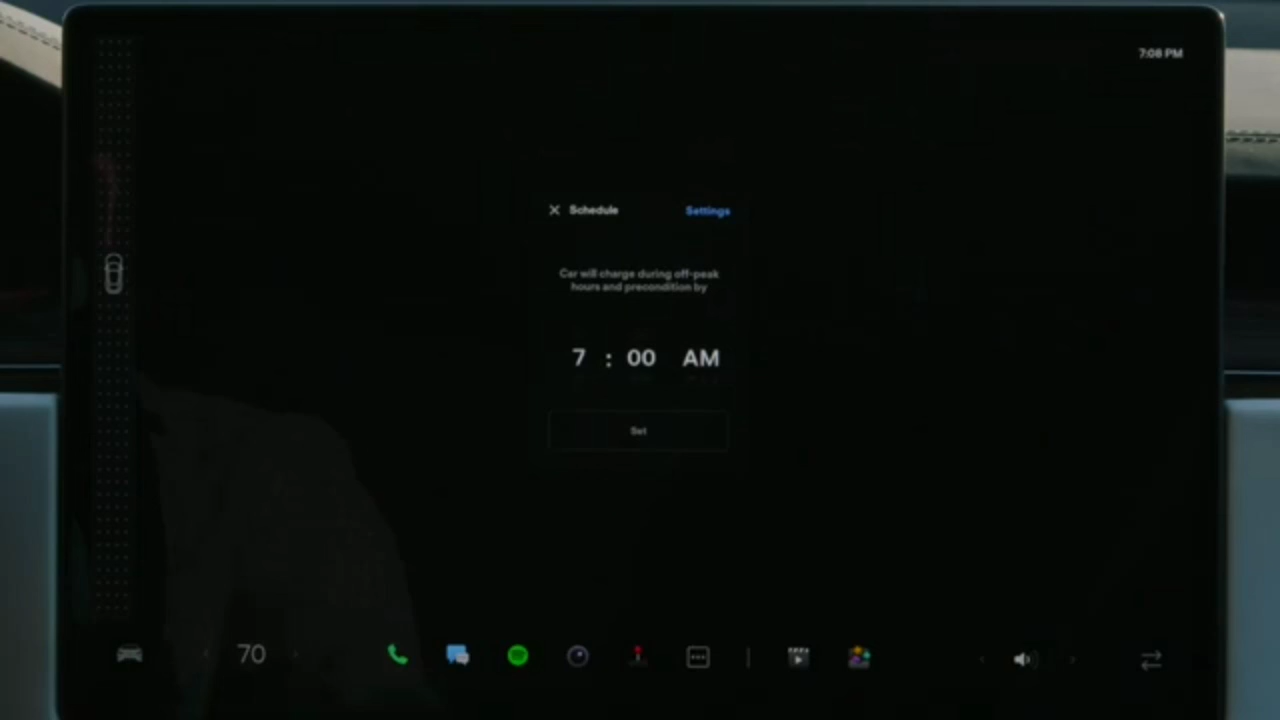 7:08 PM
Schedule
Settings
Car will charge during off-peak
hours and precondition by
7 : 00 AM
Set
70